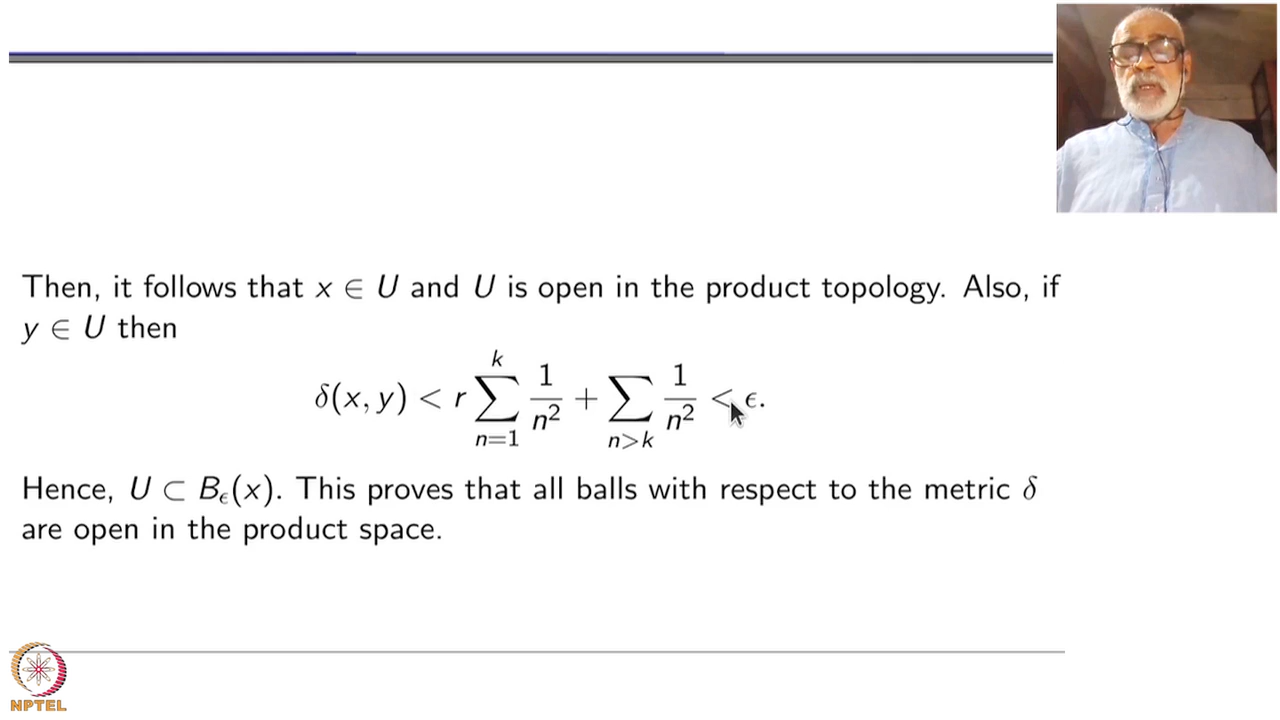 Then, it follows that x ∈ U and U is open in the product topology. Also, if
y ∈ U then
δ(x, y) < r ∑_{n=1}^{k} 1/n² + ∑_{n>k} 1/n² < ϵ.
Hence, U ⊂ B_ϵ(x). This proves that all balls with respect to the metric δ
are open in the product space.
NPTEL